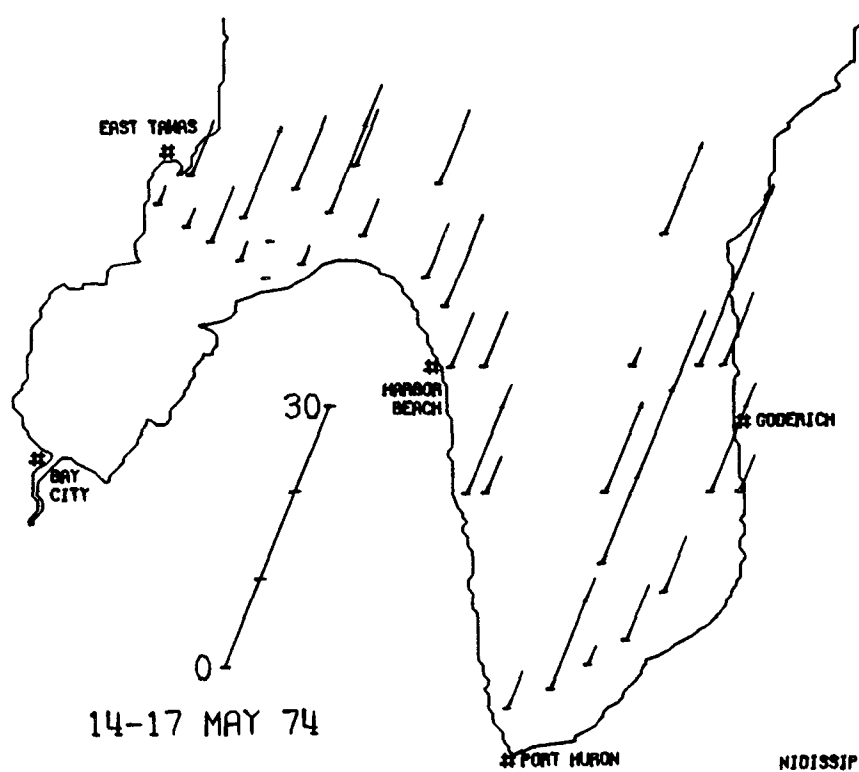 EAST TAWAS
#
30
#
HARBOR
BEACH
# GODERICH
#
BAY
CITY
0
14-17 MAY 74
# PORT HURON
NIDISSIP